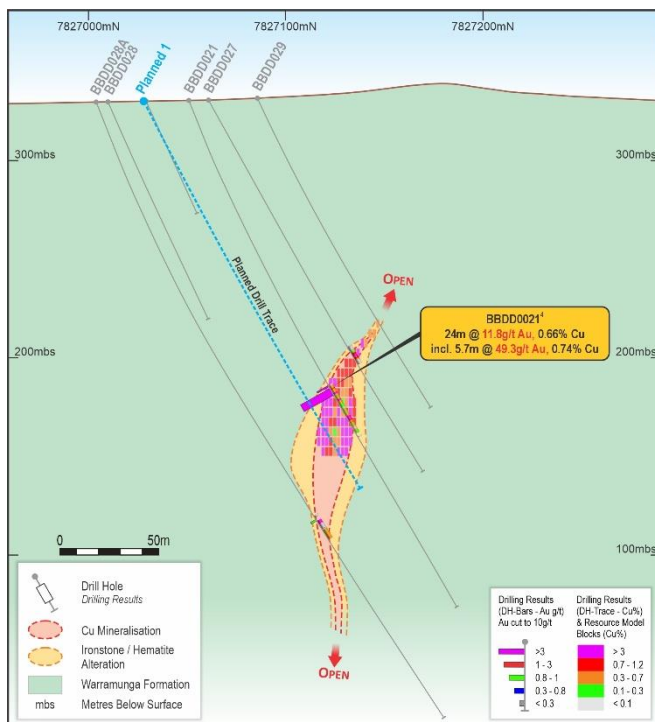 7827000mN
7827100mN
7827200mN
BBDD028A
BBDD028
Planned 1
BBDD021
BBDD027
BBDD029
300mbs
Planned Drill Trace
OPEN
BBDD0021⁴
24m @ 11.8g/t Au, 0.66% Cu
incl. 5.7m @ 49.3g/t Au, 0.74% Cu
200mbs
200mbs
0
50m
100mbs
Drill Hole
Drilling Results
Cu Mineralisation
Ironstone / Hematite
Alteration
Warramunga Formation
mbs
Metres Below Surface
OPEN
Drilling Results
(DH-Bars - Au g/t)
Au cut to 10g/t
>3
1 - 3
0.8 - 1
0.3 - 0.8
< 0.3
Drilling Results
(DH-Trace - Cu%)
& Resource Model
Blocks (Cu%)
> 3
0.7 - 1.2
0.3 - 0.7
0.1 - 0.3
< 0.1
300mbs